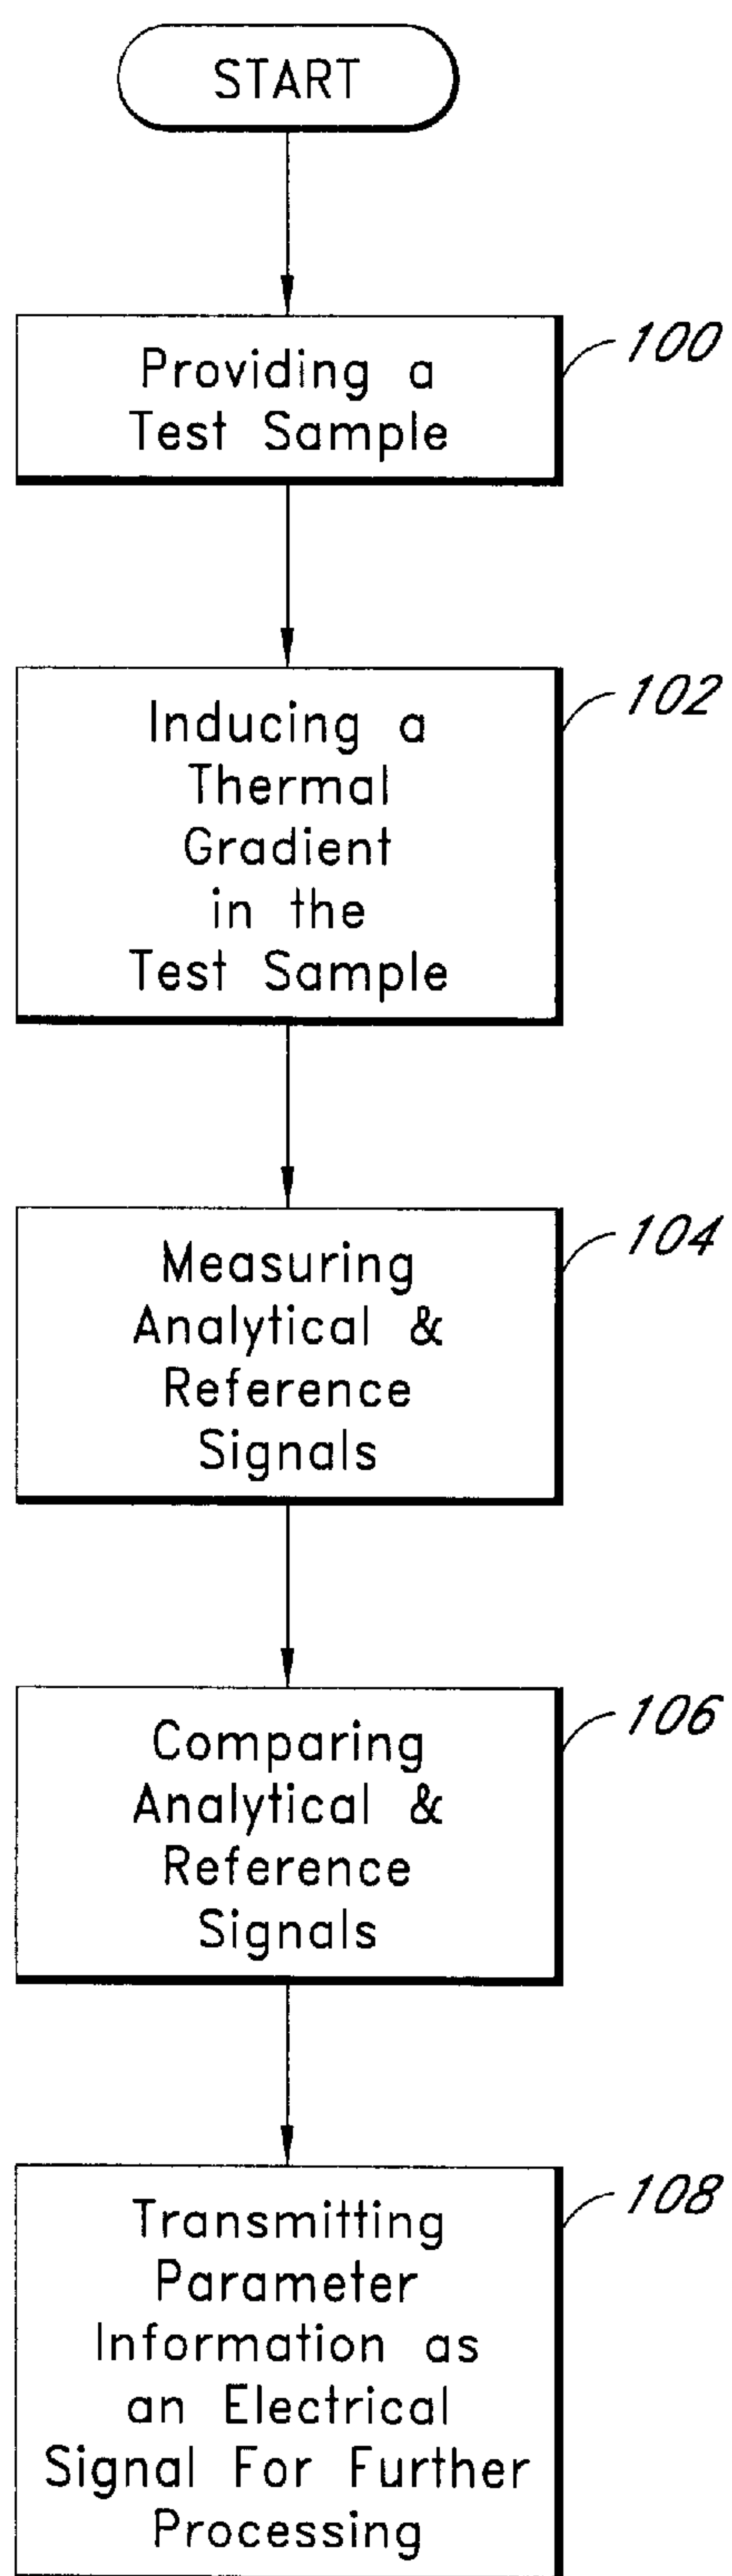 START
Providing a
Test Sample
100
Inducing a
Thermal
Gradient
in the
Test Sample
102
Measuring
Analytical &
Reference
Signals
104
Comparing
Analytical &
Reference
Signals
106
Transmitting
Parameter
Information as
an Electrical
Signal For Further
Processing
108